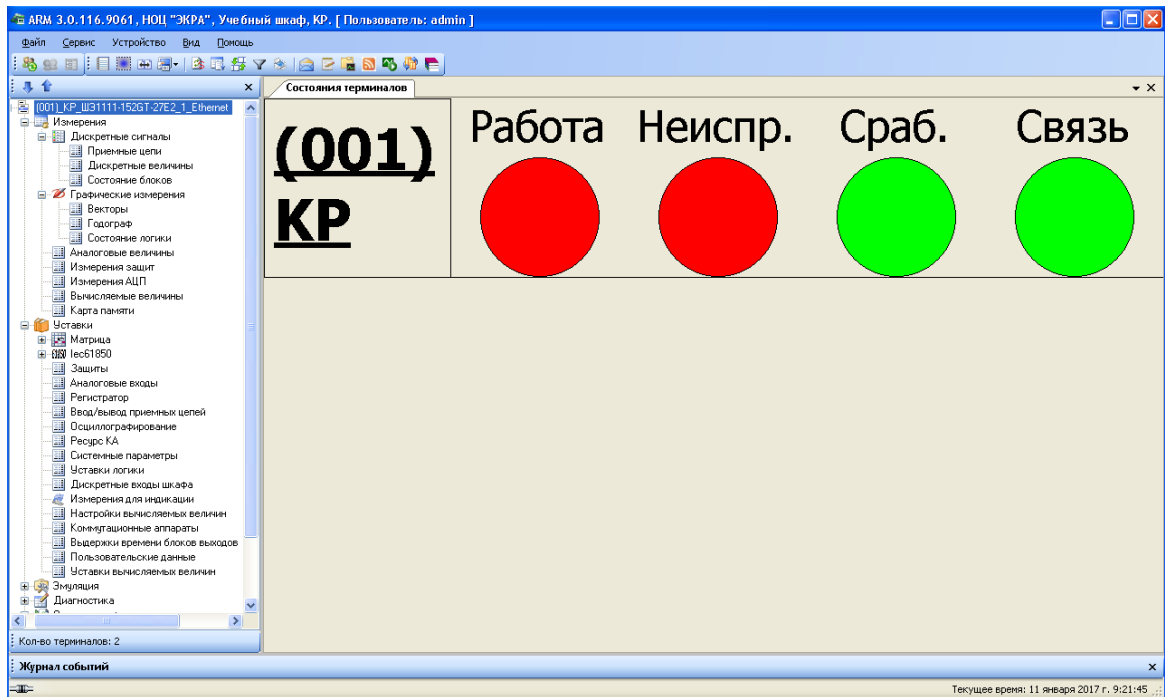 ARM 3.0.116.9061, НОЦ "ЭКРА", Учебный шкаф, КР. [ Пользователь: admin ]
Файл Сервис Устройство Вид Помощь
Состояния терминалов
(001)_КР_ШЭ1111-152GT-27E2_1_Ethernet
Измерения
Дискретные сигналы
Приемные цепи
Дискретные величины
Состояние блоков
Графические измерения
Векторы
Годограф
Состояние логики
Аналоговые величины
Измерения защит
Измерения АЦП
Вычисляемые величины
Карта памяти
Уставки
Матрица
Iec61850
Защиты
Аналоговые входы
Регистратор
Ввод/вывод приемных цепей
Осциллографирование
Ресурс КА
Системные параметры
Уставки логики
Дискретные входы шкафа
Измерения для индикации
Настройки вычисляемых величин
Коммутационные аппараты
Выдержки времени блоков выходов
Пользовательские данные
Уставки вычисляемых величин
Эмуляция
Диагностика
Кол-во терминалов: 2
(001)
КР
Работа Неиспр. Сраб. Связь
Журнал событий
Текущее время: 11 января 2017 г. 9:21:45